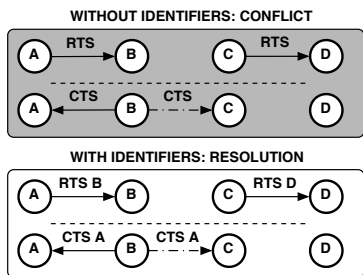 WITHOUT IDENTIFIERS: CONFLICT
A RTS B C RTS D
A CTS B CTS C D
WITH IDENTIFIERS: RESOLUTION
A RTS B B C RTS D D
A CTS A B CTS A C D